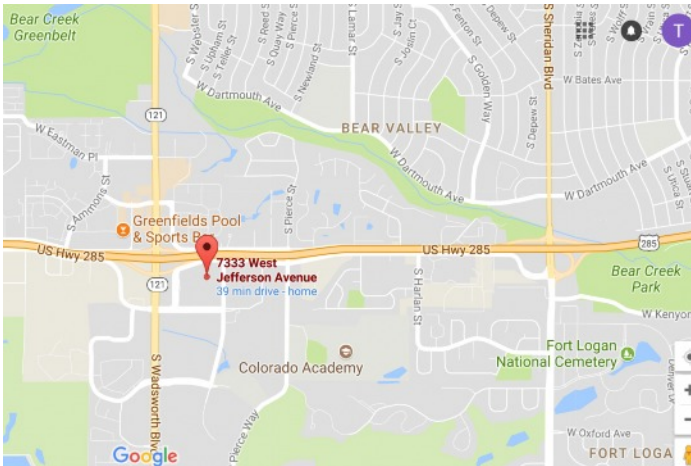 Bear Creek
Greenbelt
S Webster St
S Upham St
S Teller St
S Reed S
S Quay Way
S Pierce S
S Newland St
S Lamar St
S Jay S
S Joslin Ct
S Fenton St
S Depew St
S Golden Way
S Sheridan Blvd
T
S Wolff
S Vrain St
W Bates Ave
121
W Dartmouth Ave
W Eastman Pl
BEAR VALLEY
S Depew St
W Dartmouth Ave
W Dartmouth Ave
S Utica St
S Ammons St
S Pierce St
Greenfields Pool
& Sports Bar
US Hwy 285
US Hwy 285
285
7333 West
Jefferson Avenue
39 min drive - home
121
S Harlan St
Bear Creek
Park
W Kenyon
Colorado Academy
Fort Logan
National Cemetery
S Wadsworth Blvd
Pierce Way
W Oxford Ave
Google
FORT LOGA